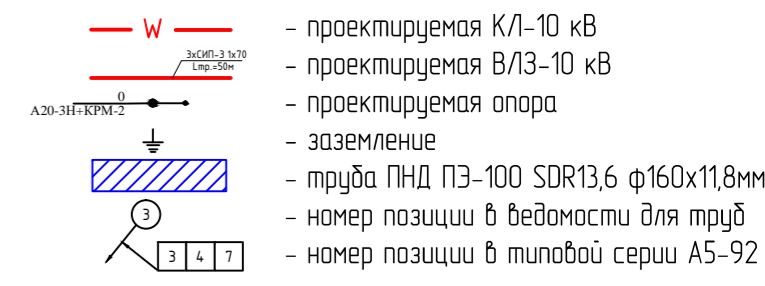 W - проектируемая КЛ-10 кВ
3хСИП-3 1х70
Lтр.=50м - проектируемая ВЛЗ-10 кВ
0
А20-3Н+КРМ-2 - проектируемая опора
- заземление
- труба ПНД ПЭ-100 SDR13,6 ф160х11,8мм
3 - номер позиции в ведомости для труб
3 4 7 - номер позиции в типовой серии А5-92